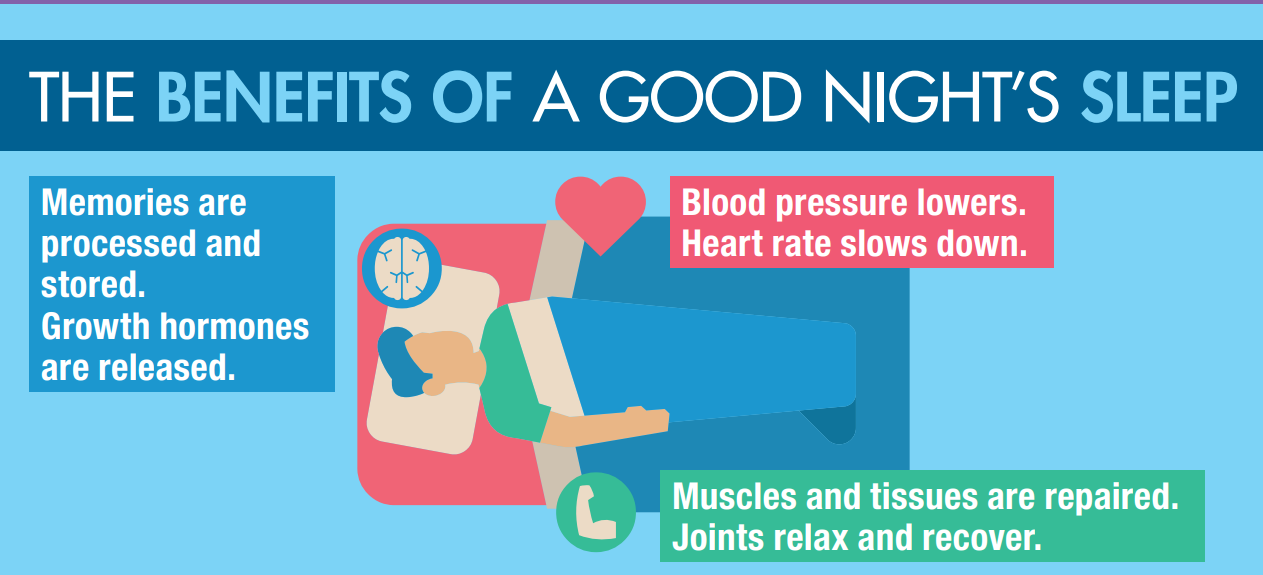 THE BENEFITS OF A GOOD NIGHT'S SLEEP
Memories are
processed and
stored.
Growth hormones
are released.
Blood pressure lowers.
Heart rate slows down.
Muscles and tissues are repaired.
Joints relax and recover.